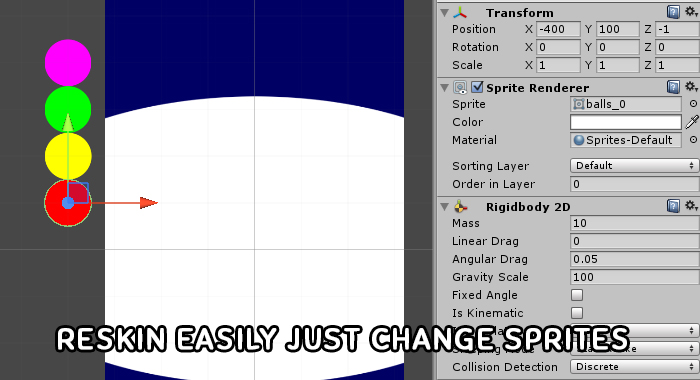 Transform
Position X -400 Y 100 Z -1
Rotation X 0 Y 0 Z 0
Scale X 1 Y 1 Z 1
Sprite Renderer
Sprite balls_0
Color
Material Sprites-Default
Sorting Layer Default
Order in Layer 0
Rigidbody 2D
Mass 10
Linear Drag 0
Angular Drag 0.05
Gravity Scale 100
Fixed Angle
Is Kinematic
RESKIN EASILY JUST CHANGE SPRITES
Collision Detection Discrete